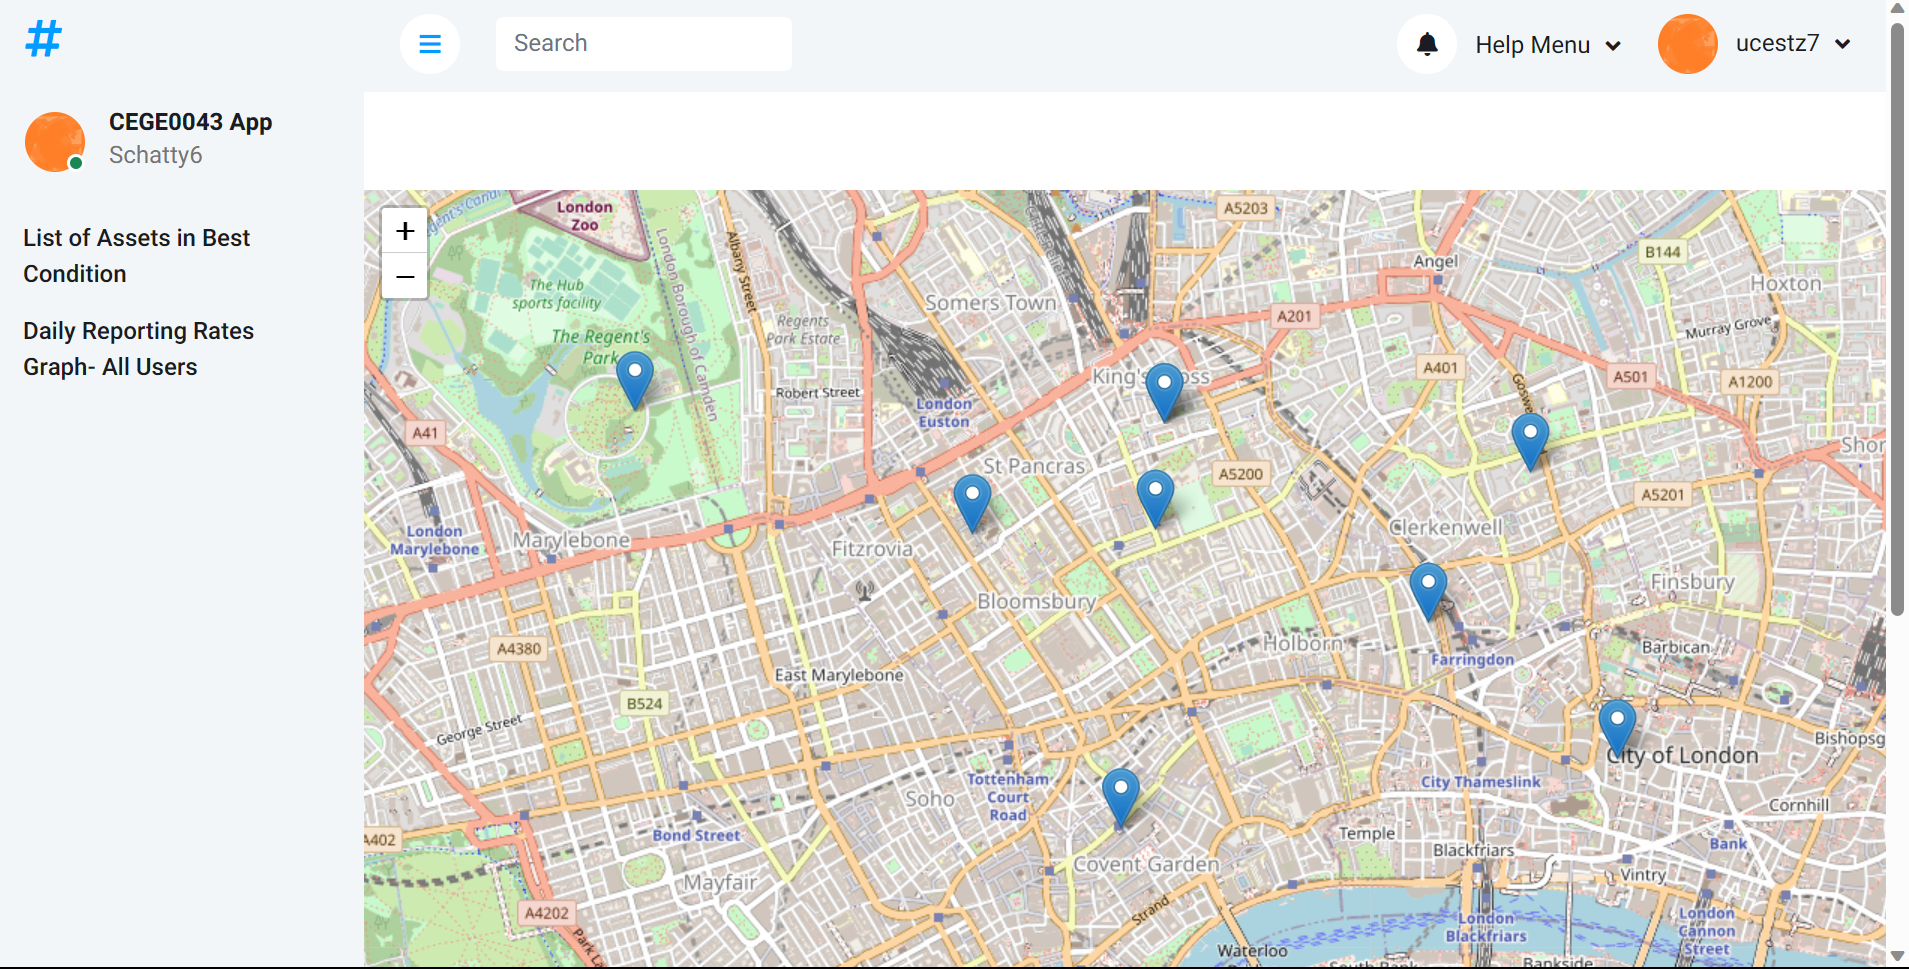 #
Search
Help Menu
ucestz7
CEGE0043 App
Schatty6
List of Assets in Best
Condition
Daily Reporting Rates
Graph- All Users
+
−
London
Zoo
A5203
Angel
B144
Hoxton
The Hub
sports facility
Albany Street
London Borough of Camden
Somers Town
Regents
Park Estate
A201
Murray Grove
The Regent's
Park
Robert Street
A401
A501
A1200
Goswe
London
Euston
A41
St Pancras
A5200
A5201
Shor
London
Marylebone
Marylebone
Fitzrovia
Clerkenwell
Finsbury
Bloomsbury
A4380
Holborn
Barbican
Farringdon
East Marylebone
B524
George Street
City of London
Bishopsg
Tottenham
Court
Road
City Thameslink
Soho
Cornhill
Bond Street
Temple
A402
Blackfriars
Bank
Covent Garden
Mayfair
Vintry
A4202
Strand
London
Blackfriars
London
Cannon
Street
Park La
Waterloo
South Bank
Bankside